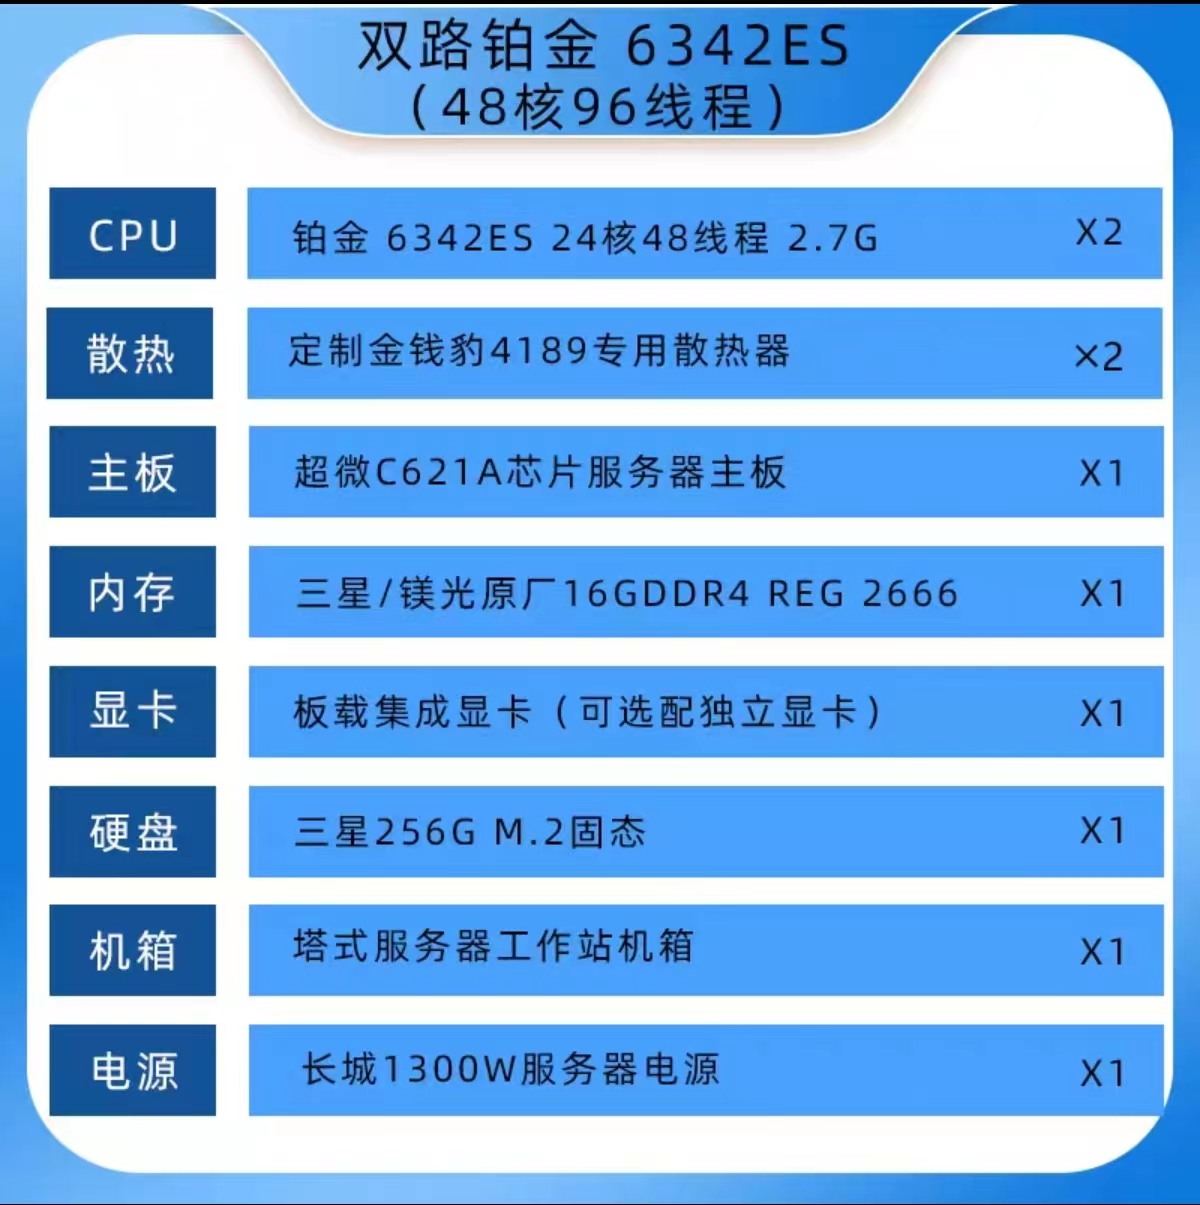 双路铂金 6342ES
（48核96线程）
CPU 铂金 6342ES 24核48线程 2.7G X2
散热 定制金钱豹4189专用散热器 ×2
主板 超微C621A芯片服务器主板 X1
内存 三星/镁光原厂16GDDR4 REG 2666 X1
显卡 板载集成显卡（可选配独立显卡） X1
硬盘 三星256G M.2固态 X1
机箱 塔式服务器工作站机箱 X1
电源 长城1300W服务器电源 X1